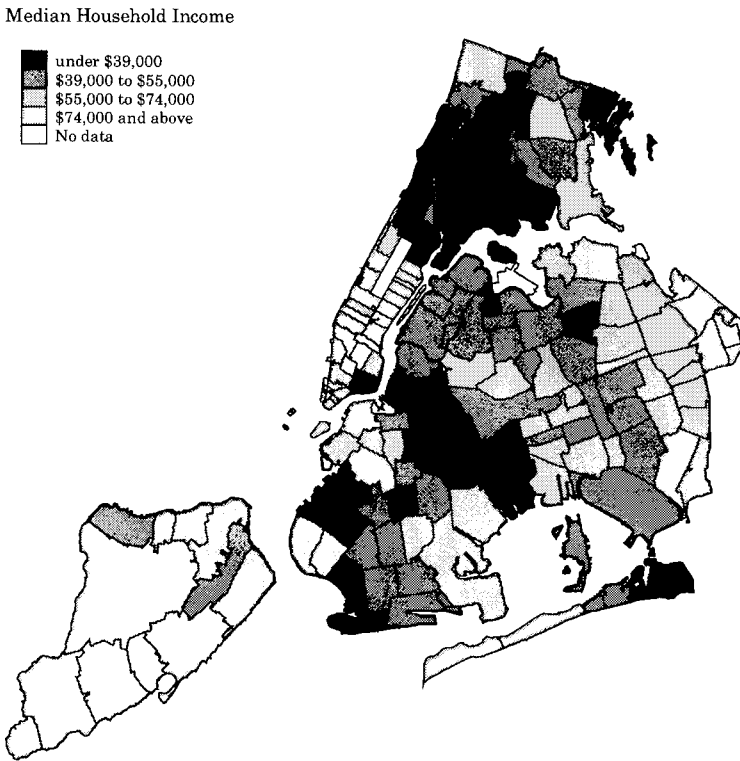 Median Household Income
under $39,000
$39,000 to $55,000
$55,000 to $74,000
$74,000 and above
No data